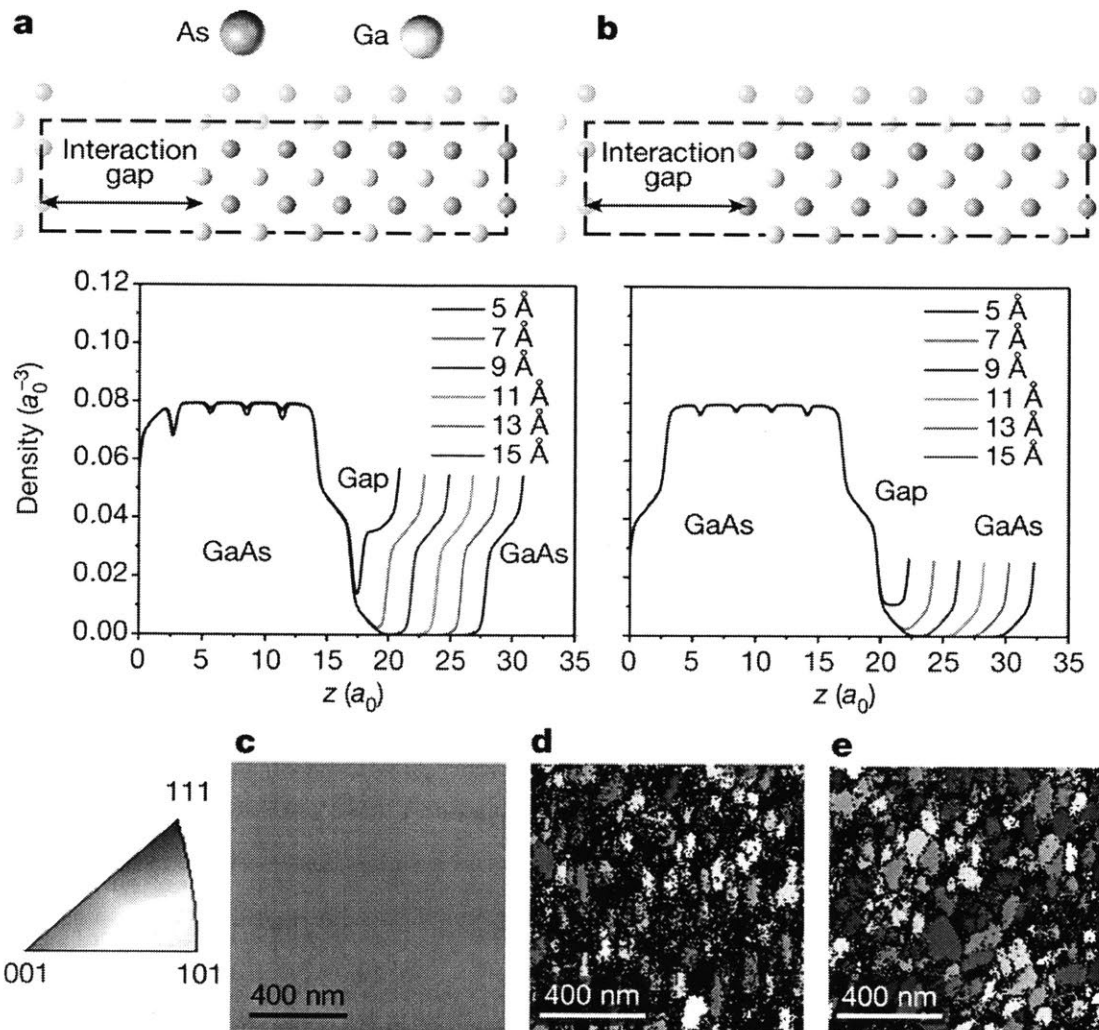 a
As
Ga
b
Interaction
gap
Interaction
gap
Density (a₀⁻³)
0.12
0.10
0.08
0.06
0.04
0.02
0.00
5 Å
7 Å
9 Å
11 Å
13 Å
15 Å
Gap
GaAs
GaAs
0
5
10
15
20
25
30
35
z (a₀)
5 Å
7 Å
9 Å
11 Å
13 Å
15 Å
Gap
GaAs
GaAs
0
5
10
15
20
25
30
35
z (a₀)
111
001
101
c
400 nm
d
400 nm
e
400 nm